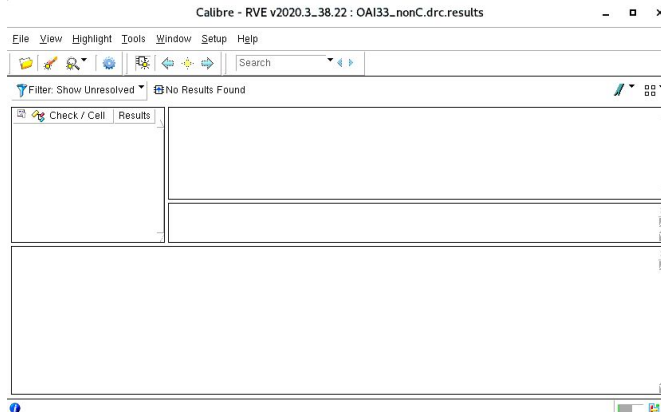 Calibre - RVE v2020.3_38.22 : OAI33_nonC.drc.results
File View Highlight Tools Window Setup Help
Search
Filter: Show Unresolved No Results Found
Check / Cell Results